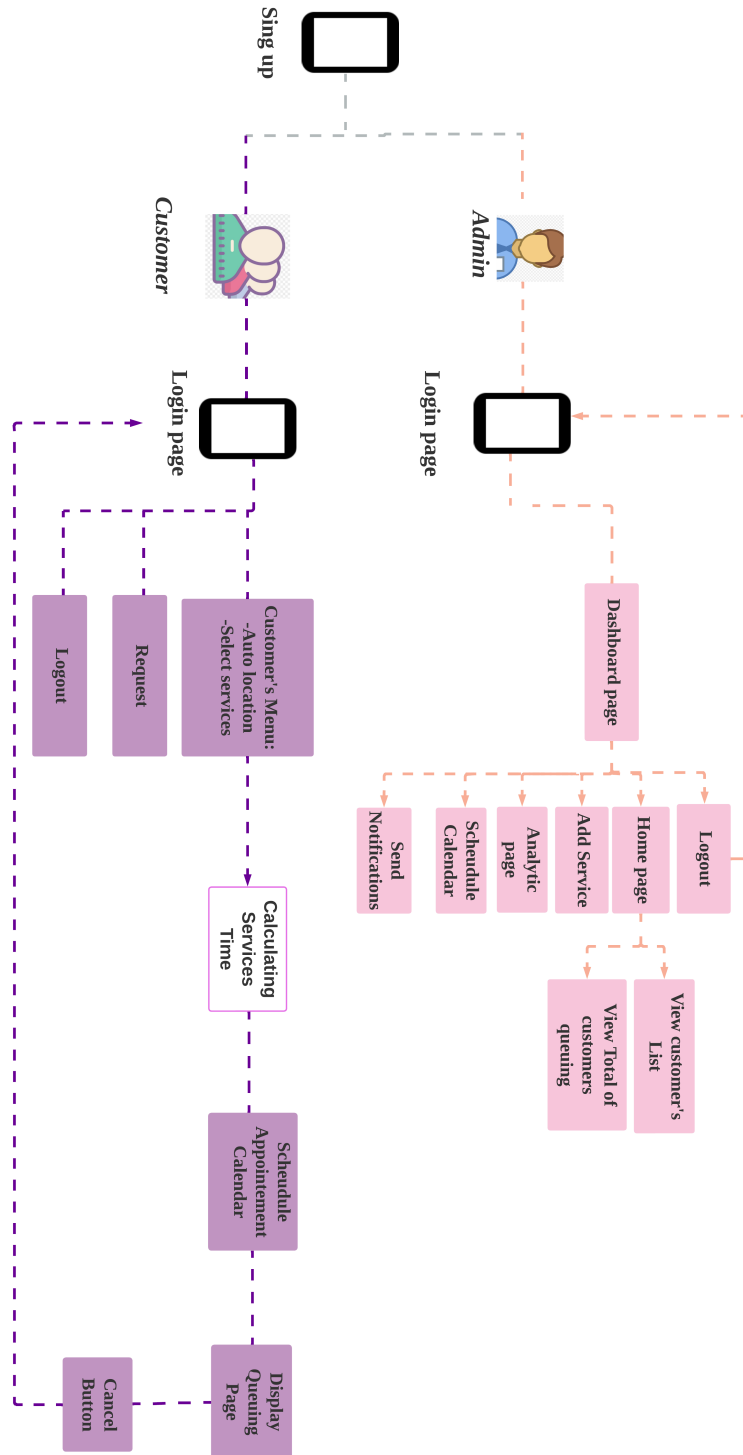 Sing up
Admin
Customer
Login page
Login page
Dashboard page
Logout
Home page
Add Service
Analytic
page
Scheudule
Calendar
Send
Notifications
View customer's
List
View Total of
customers
queuing
Customer's Menu:
-Auto location
-Select services
Request
Logout
Calculating
Services
Time
Scheudule
Appointement
Calendar
Display
Queuing
Page
Cancel
Button